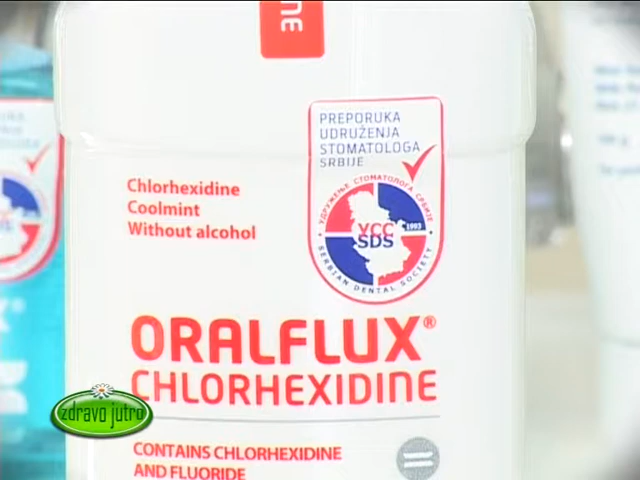 NE
PREPORUKA
UDRUŽENJA
STOMATOLOGA
SRBIJE
УДРУЖЕЊЕ СТОМАТОЛОГА СРБИЈЕ
УСС
SDS
1993
SERBIAN DENTAL SOCIETY
Chlorhexidine
Coolmint
Without alcohol
ORALFLUX®
CHLORHEXIDINE
zdravo jutro
CONTAINS CHLORHEXIDINE
AND FLUORIDE